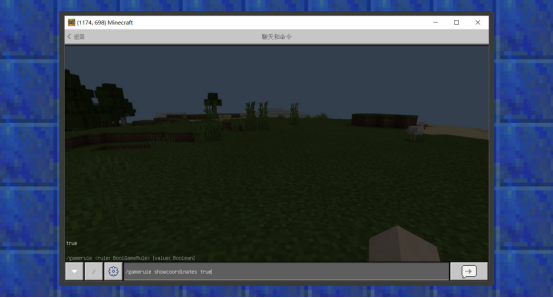 (1174, 698) Minecraft
返回
聊天和命令
true
/gamerule <rule: BoolGameRule> [value: Boolean]
/gamerule showcoordinates true